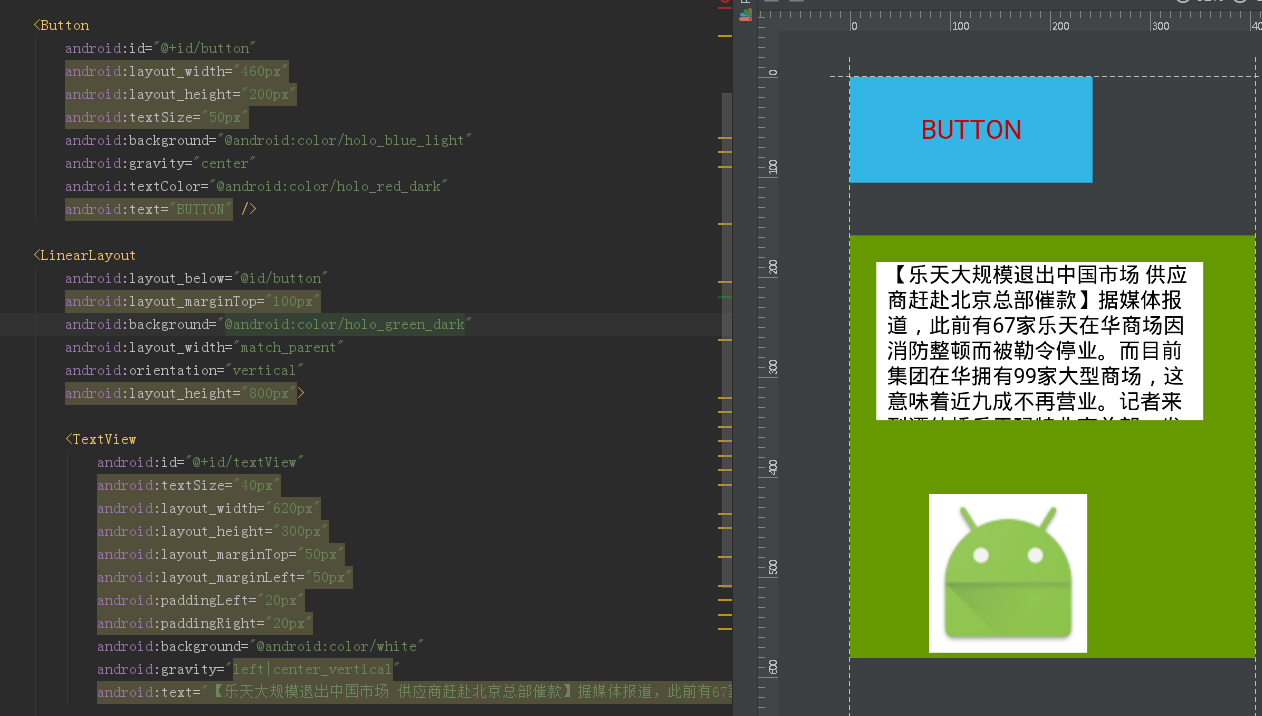 <Button
android:id="@+id/button"
android:layout_width="460px"
android:layout_height="200px"
android:textSize="50px"
android:background="@android:color/holo_blue_light"
android:gravity="center"
android:textColor="@android:color/holo_red_dark"
android:text="BUTTON" />
<LinearLayout
android:layout_below="@id/button"
android:layout_marginTop="100px"
android:background="@android:color/holo_green_dark"
android:layout_width="match_parent"
android:orientation="vertical"
android:layout_height="800px">
<TextView
android:id="@+id/textView"
android:textSize="40px"
android:layout_width="620px"
android:layout_height="300px"
android:layout_marginTop="50px"
android:layout_marginLeft="50px"
android:paddingLeft="20px"
android:paddingRight="20px"
android:background="@android:color/white"
android:gravity="left|center_vertical"
android:text="【乐天大规模退出中国市场 供应商赶赴北京总部催款】据媒体报道，此前有67
0 100 200 300
0
100
200
300
400
500
600
BUTTON
【乐天大规模退出中国市场 供应
商赶赴北京总部催款】据媒体报
道，此前有67家乐天在华商场因
消防整顿而被勒令停业。而目前
集团在华拥有99家大型商场，这
意味着近九成不再营业。记者来